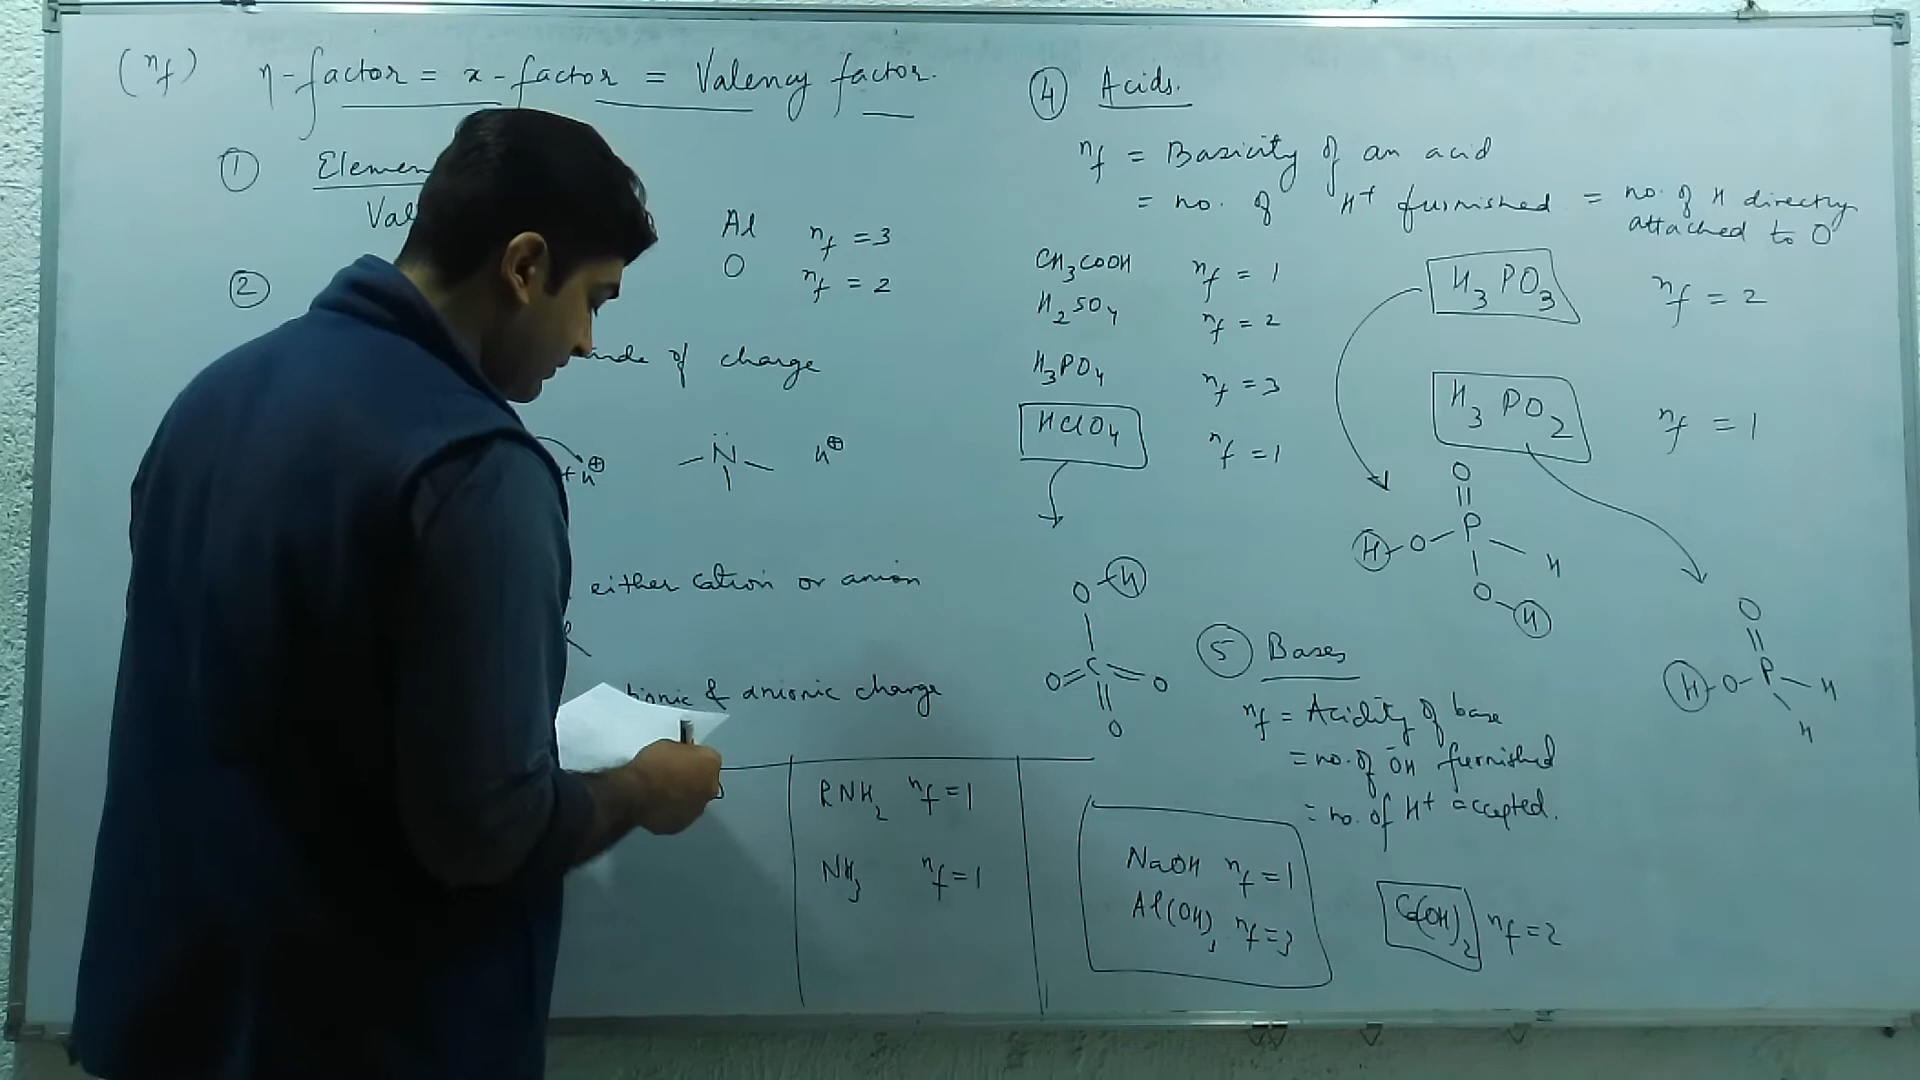 (nf) η-factor = x-factor = Valency factor.
① Elemen
Val
Al nf = 3
O nf = 2
②
of charge
+ H⊕ N H⊕
either cation or anion
& anionic charge
RNH2 nf = 1
NH3 nf = 1
④ Acids.
nf = Basicity of an acid
= no. of H+ furnished = no. of H directly attached to O
CH3COOH nf = 1
H2SO4 nf = 2
H3PO4 nf = 3
HClO4 nf = 1
H3PO3 nf = 2
H3PO2 nf = 1
O
H-O-P H
O-H
O-H
O=Cl=O
O
O
H-O-P-H
H
⑤ Bases
nf = Acidity of base
= no. of OH furnished
= no. of H+ accepted.
NaOH nf = 1
Al(OH)3 nf = 3
Ca(OH)2 nf = 2